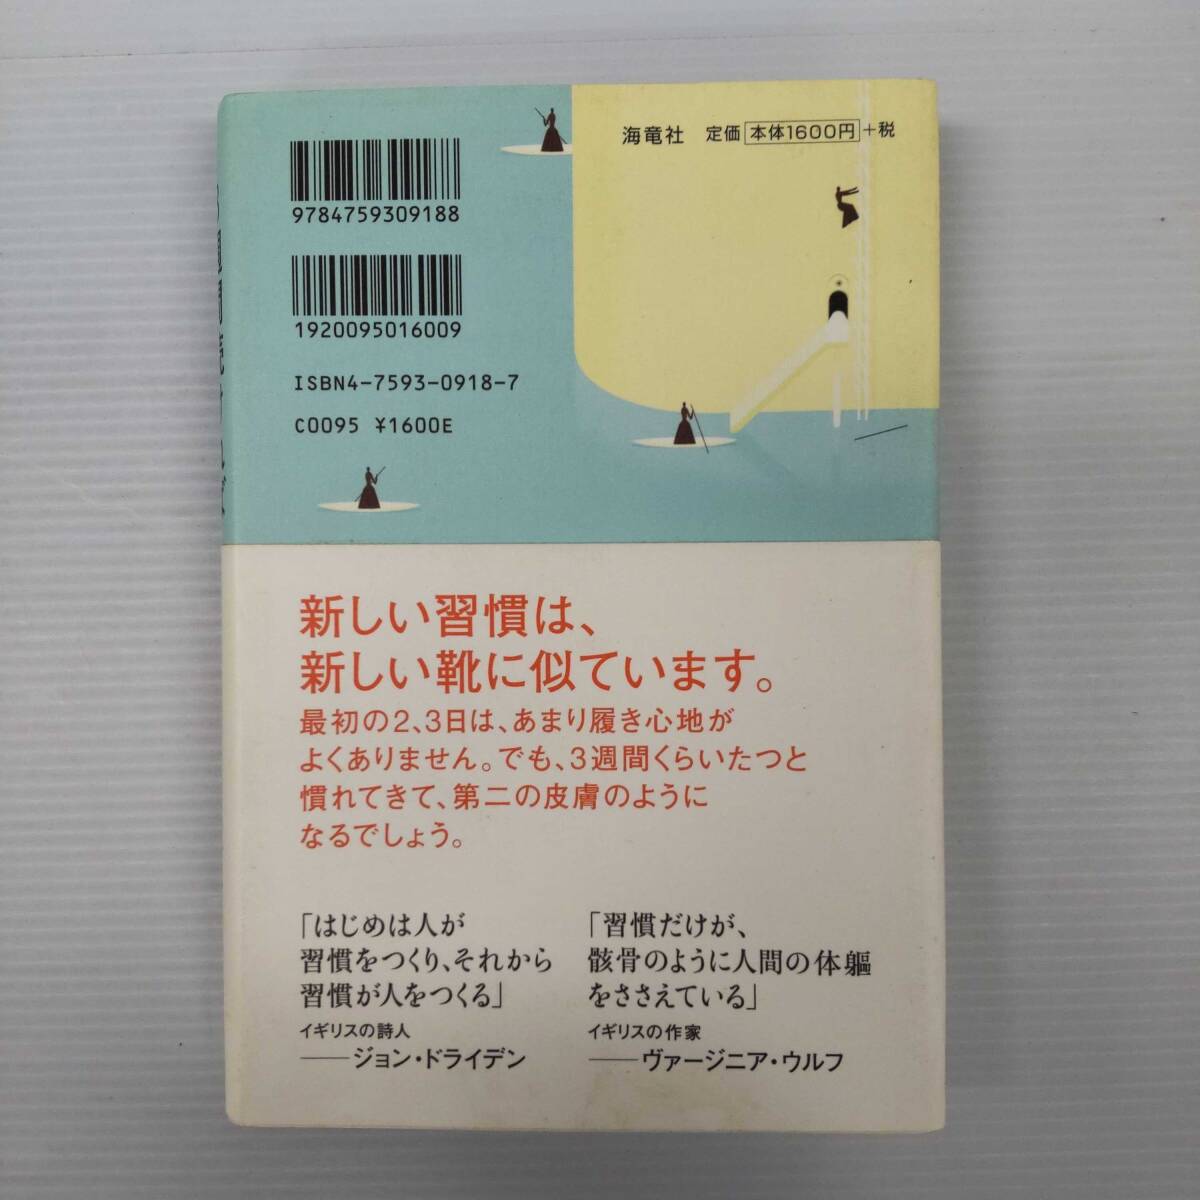 9784759309188
1920095016009
ISBN4-7593-0918-7
C0095 ¥1600E
海竜社 定価 本体1600円 +税
新しい習慣は、
新しい靴に似ています。
最初の2、3日は、あまり履き心地が
よくありません。でも、3週間くらいたつと
慣れてきて、第二の皮膚のように
なるでしょう。
「はじめは人が
習慣をつくり、それから
習慣が人をつくる」
イギリスの詩人
――ジョン・ドライデン
「習慣だけが、
骸骨のように人間の体軀
をささえている」
イギリスの作家
――ヴァージニア・ウルフ